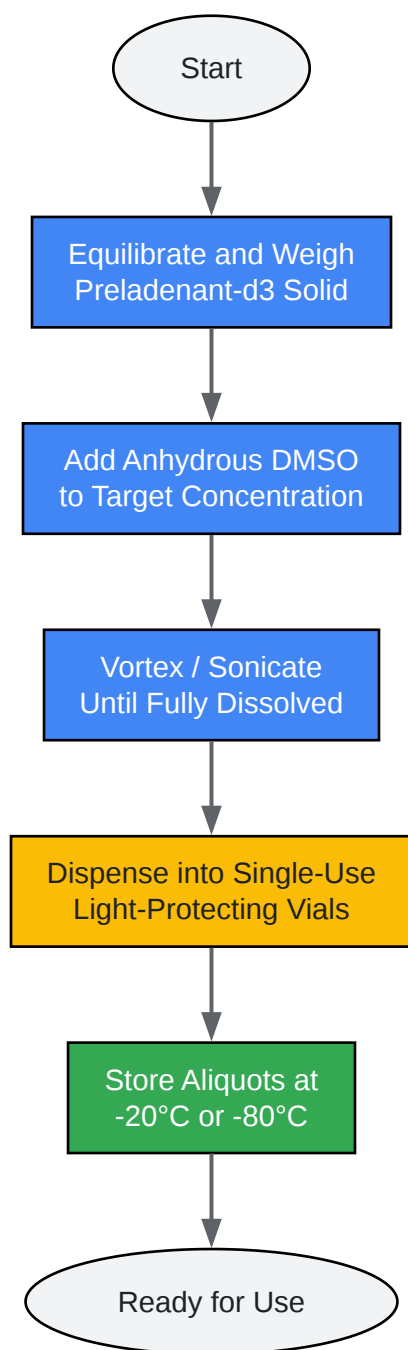 Start
Equilibrate and Weigh
Preladenant-d3 Solid
Add Anhydrous DMSO
to Target Concentration
Vortex / Sonicate
Until Fully Dissolved
Dispense into Single-Use
Light-Protecting Vials
Store Aliquots at
-20°C or -80°C
Ready for Use